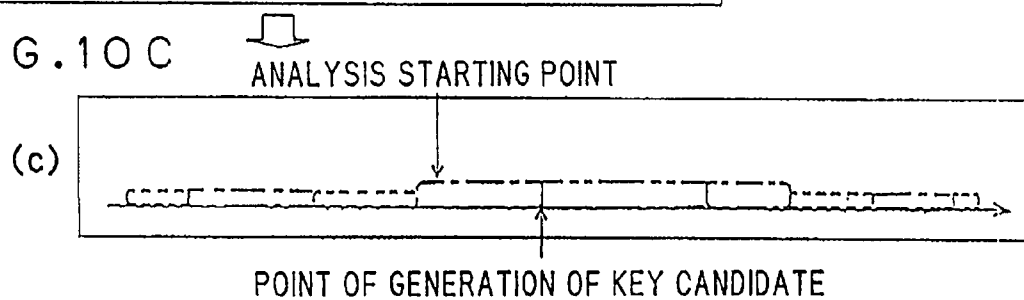 G.10C
ANALYSIS STARTING POINT
(c)
POINT OF GENERATION OF KEY CANDIDATE